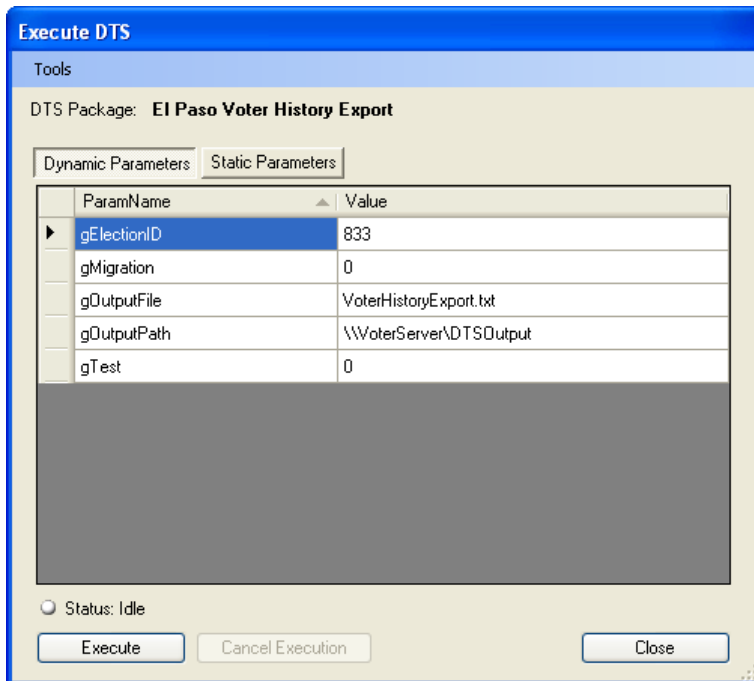 Execute DTS
Tools
DTS Package: El Paso Voter History Export
Dynamic Parameters Static Parameters
ParamName Value
gElectionID 833
gMigration 0
gOutputFile VoterHistoryExport.txt
gOutputPath \\VoterServer\DTSOutput
gTest 0
Status: Idle
Execute Cancel Execution Close